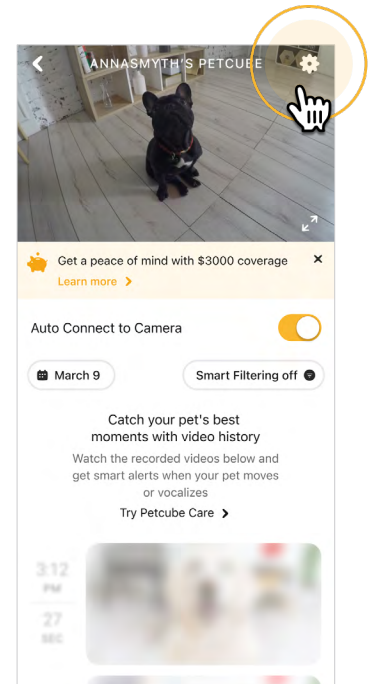 ANNASMYTH'S PETCUBE
Get a peace of mind with $3000 coverage
Learn more
Auto Connect to Camera
March 9
Smart Filtering off
Catch your pet's best
moments with video history
Watch the recorded videos below and
get smart alerts when your pet moves
or vocalizes
Try Petcube Care
3:12
PM
27
SEC